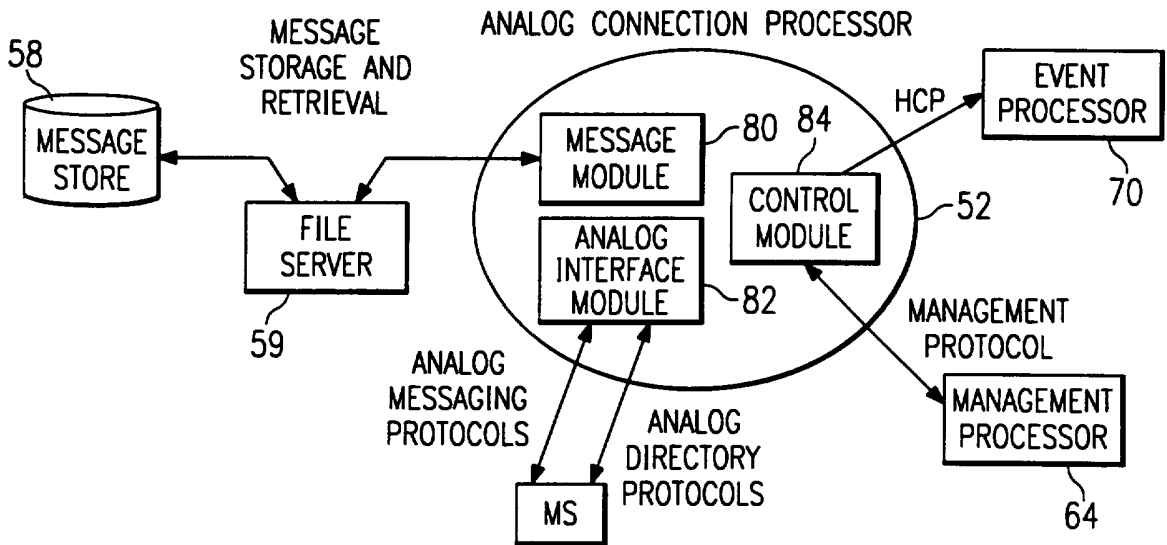 58
MESSAGE
STORE
MESSAGE
STORAGE AND
RETRIEVAL
FILE
SERVER
59
ANALOG CONNECTION PROCESSOR
MESSAGE
MODULE
80
ANALOG
INTERFACE
MODULE
82
84
CONTROL
MODULE
52
HCP
EVENT
PROCESSOR
70
MANAGEMENT
PROTOCOL
MANAGEMENT
PROCESSOR
64
ANALOG
MESSAGING
PROTOCOLS
ANALOG
DIRECTORY
PROTOCOLS
MS